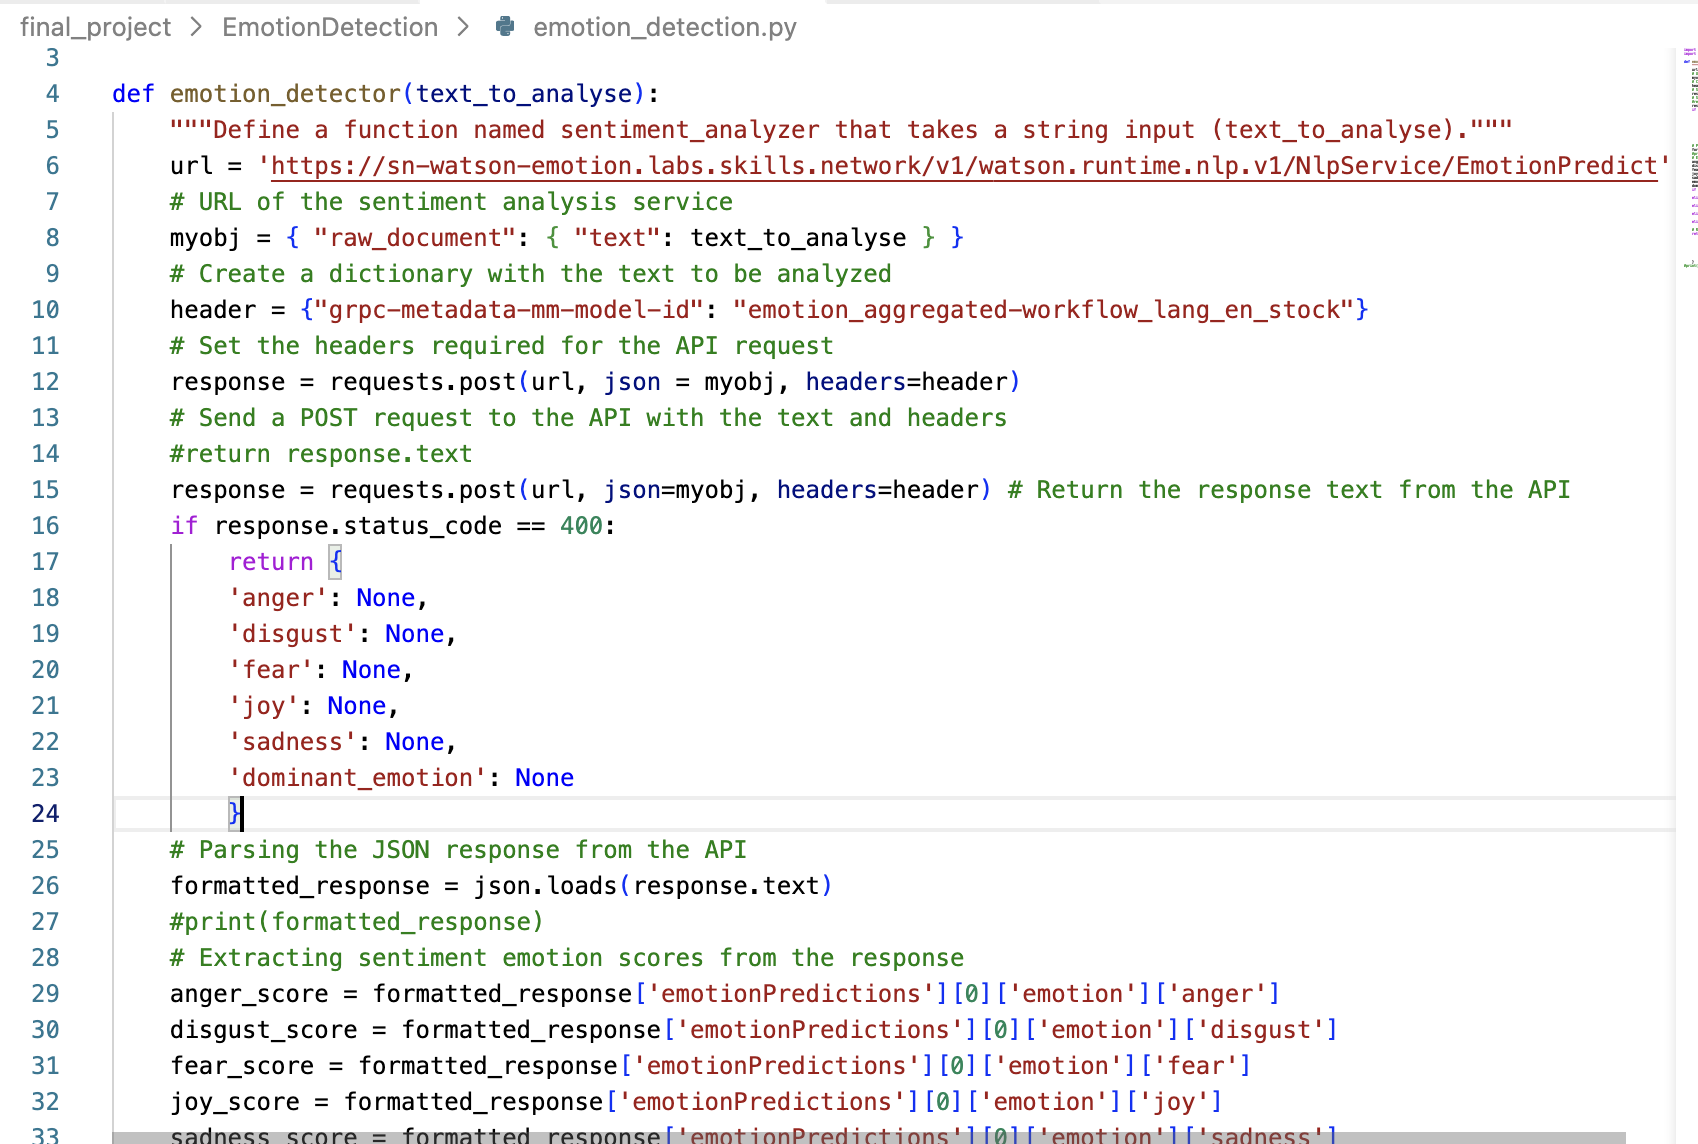 final_project > EmotionDetection > emotion_detection.py
3
4 def emotion_detector(text_to_analyse):
5 """Define a function named sentiment_analyzer that takes a string input (text_to_analyse)."""
6 url = 'https://sn-watson-emotion.labs.skills.network/v1/watson.runtime.nlp.v1/NlpService/EmotionPredict'
7 # URL of the sentiment analysis service
8 myobj = { "raw_document": { "text": text_to_analyse } }
9 # Create a dictionary with the text to be analyzed
10 header = {"grpc-metadata-mm-model-id": "emotion_aggregated-workflow_lang_en_stock"}
11 # Set the headers required for the API request
12 response = requests.post(url, json = myobj, headers=header)
13 # Send a POST request to the API with the text and headers
14 #return response.text
15 response = requests.post(url, json=myobj, headers=header) # Return the response text from the API
16 if response.status_code == 400:
17 return {
18 'anger': None,
19 'disgust': None,
20 'fear': None,
21 'joy': None,
22 'sadness': None,
23 'dominant_emotion': None
24 }
25 # Parsing the JSON response from the API
26 formatted_response = json.loads(response.text)
27 #print(formatted_response)
28 # Extracting sentiment emotion scores from the response
29 anger_score = formatted_response['emotionPredictions'][0]['emotion']['anger']
30 disgust_score = formatted_response['emotionPredictions'][0]['emotion']['disgust']
31 fear_score = formatted_response['emotionPredictions'][0]['emotion']['fear']
32 joy_score = formatted_response['emotionPredictions'][0]['emotion']['joy']
33 sadness_score = formatted_response['emotionPredictions'][0]['emotion']['sadness']